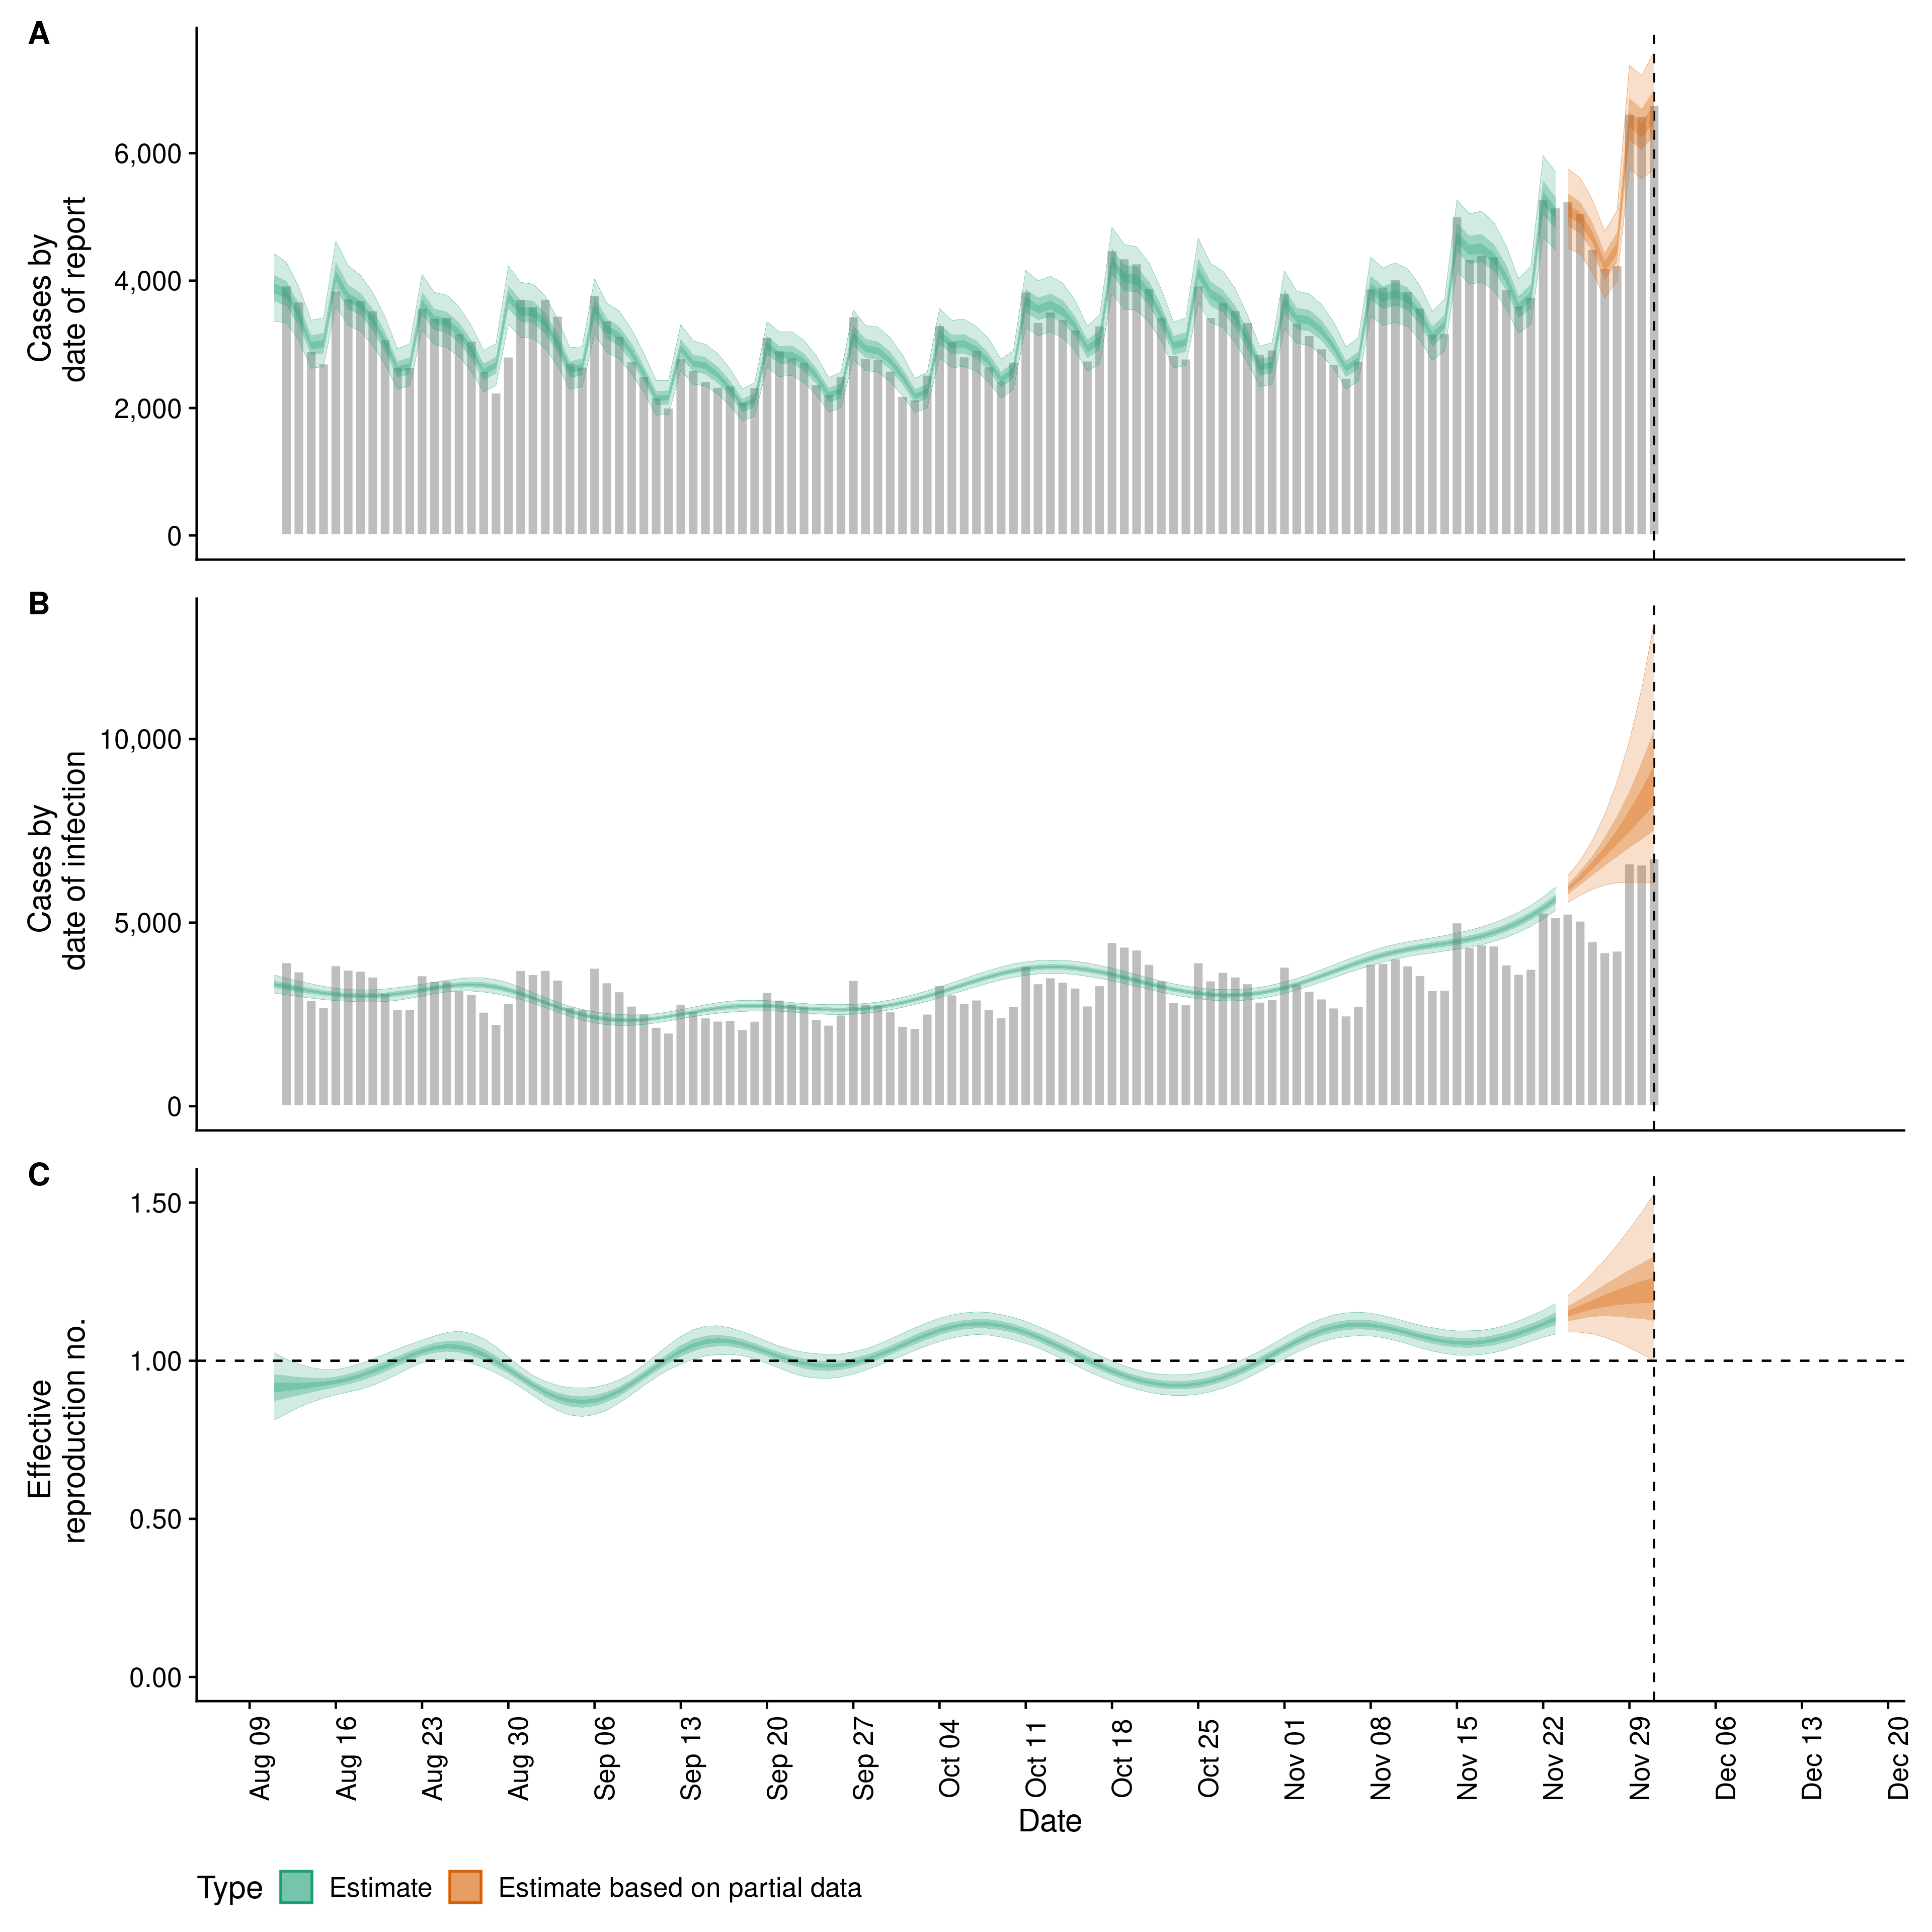 A
Cases by
date of report
6,000
4,000
2,000
0
B
Cases by
date of infection
10,000
5,000
0
C
Effective
reproduction no.
1.50
1.00
0.50
0.00
Aug 09
Aug 16
Aug 23
Aug 30
Sep 06
Sep 13
Sep 20
Sep 27
Oct 04
Oct 11
Oct 18
Oct 25
Nov 01
Nov 08
Nov 15
Nov 22
Nov 29
Dec 06
Dec 13
Dec 20
Date
Type Estimate Estimate based on partial data